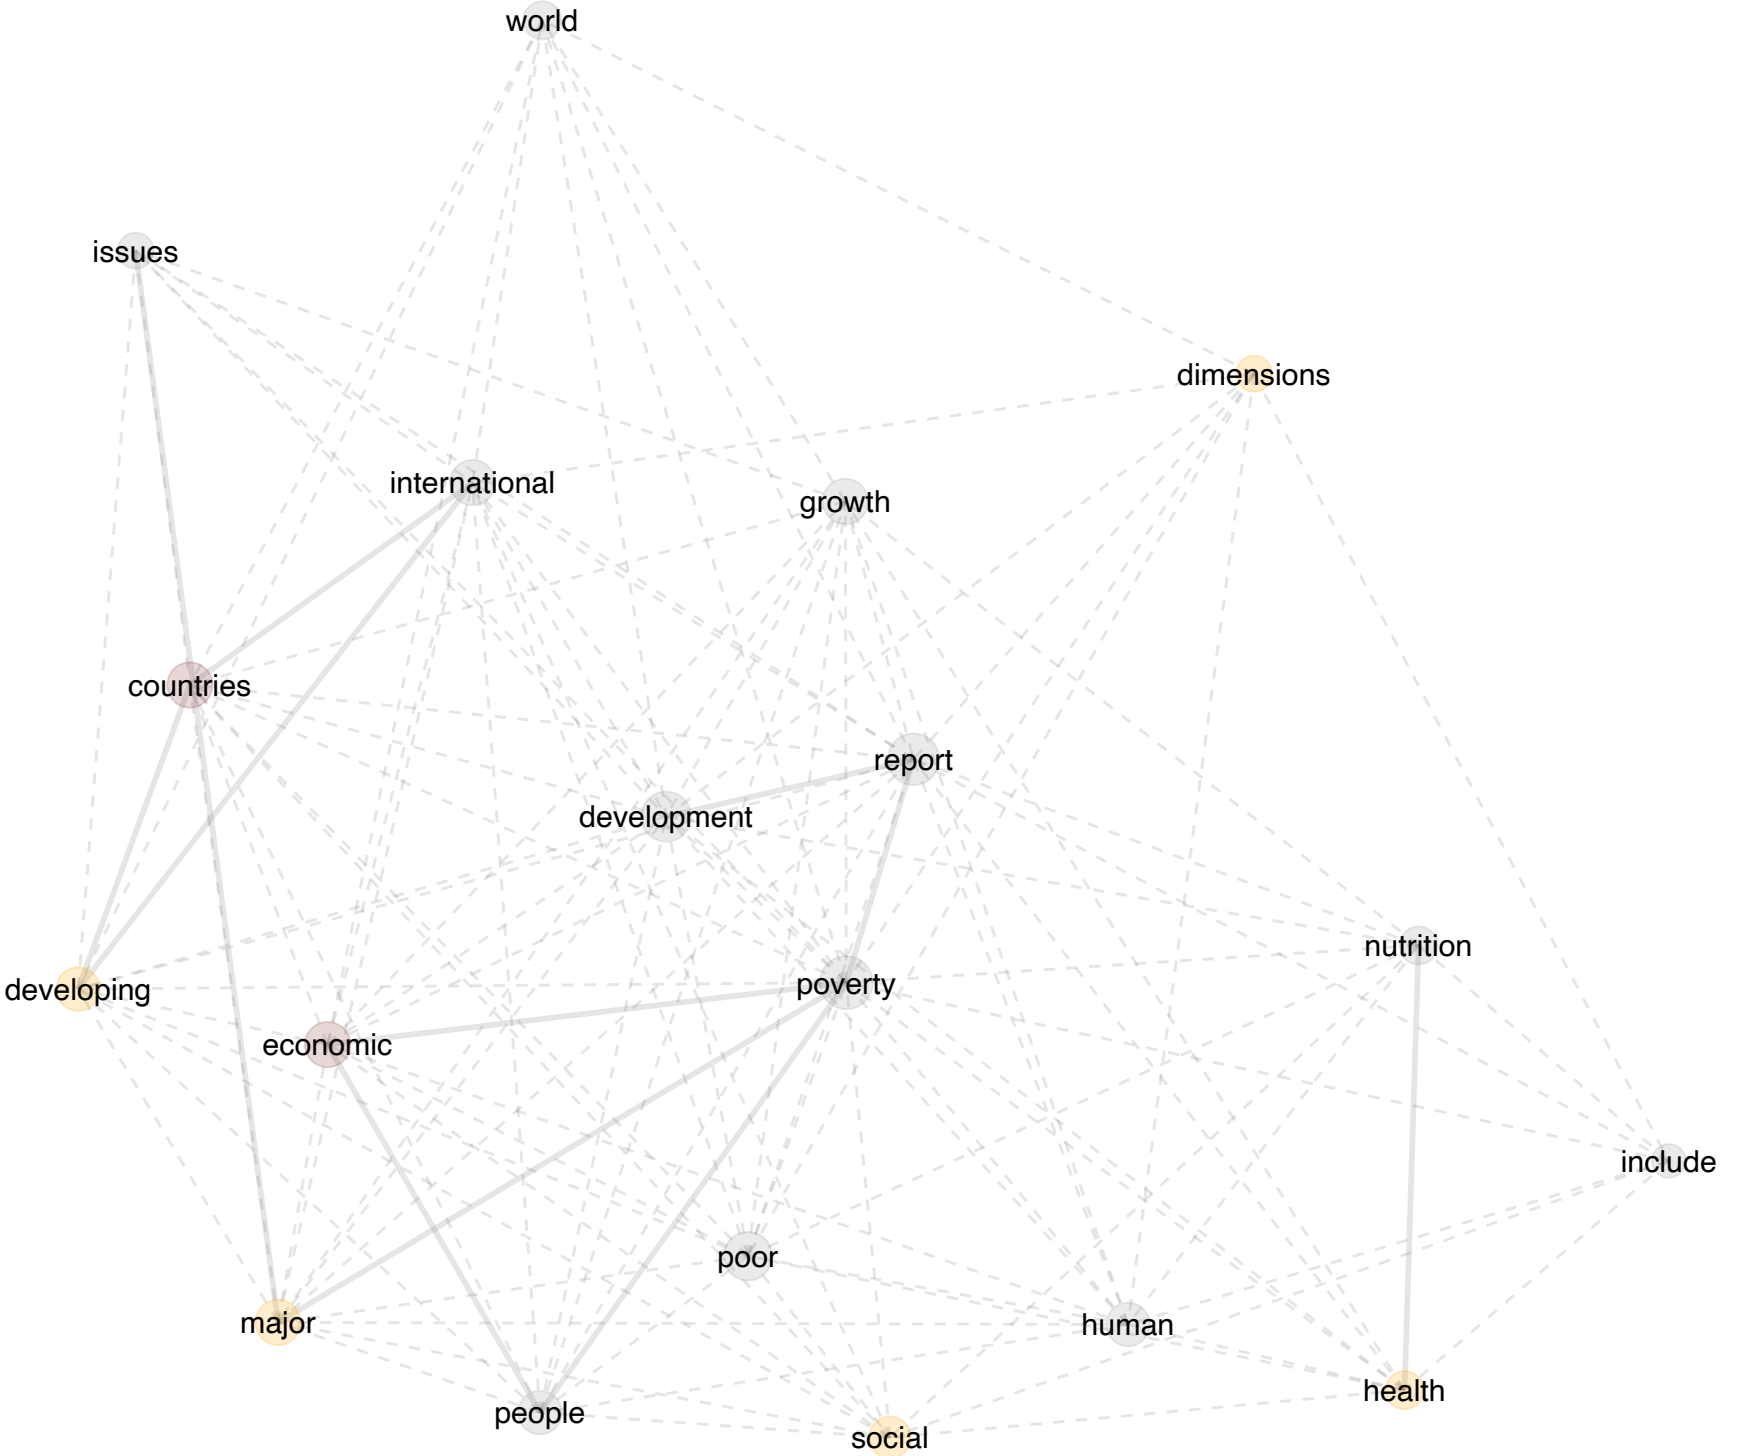 world
issues
dimensions
international
growth
countries
report
development
nutrition
poverty
developing
economic
include
poor
major
human
health
people
social